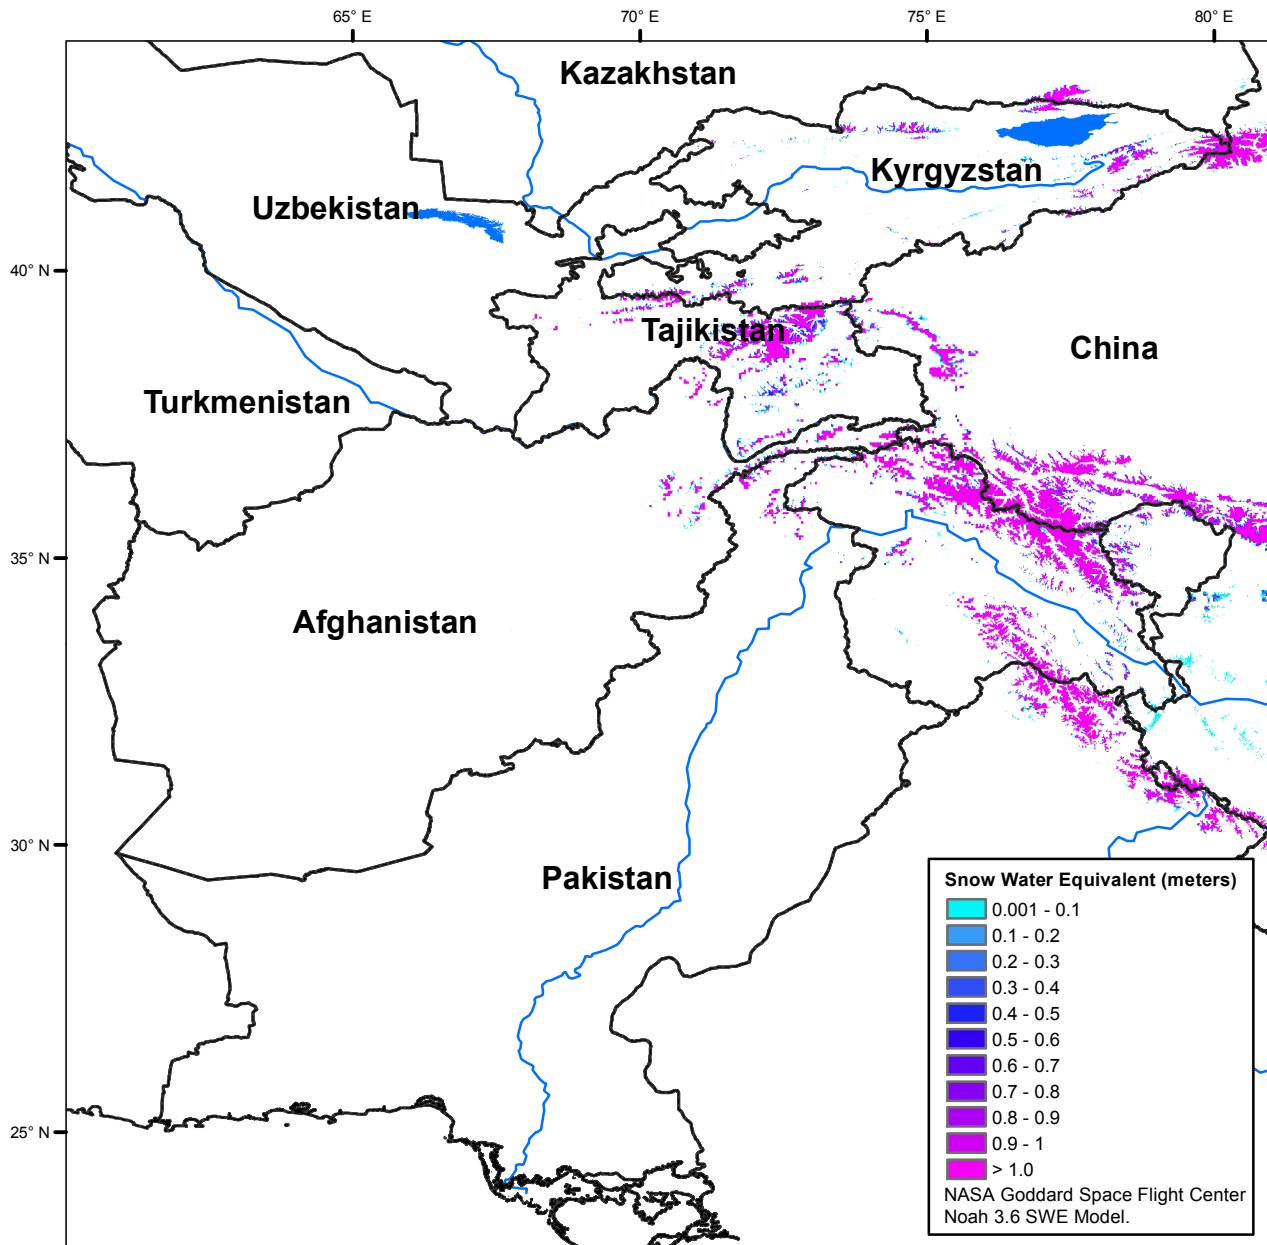 65° E
70° E
75° E
80° E
Kazakhstan
Kyrgyzstan
Uzbekistan
40° N
Tajikistan
China
Turkmenistan
35° N
Afghanistan
30° N
Pakistan
Snow Water Equivalent (meters)
0.001 - 0.1
0.1 - 0.2
0.2 - 0.3
0.3 - 0.4
0.4 - 0.5
0.5 - 0.6
0.6 - 0.7
0.7 - 0.8
0.8 - 0.9
0.9 - 1
> 1.0
NASA Goddard Space Flight Center
Noah 3.6 SWE Model.
25° N